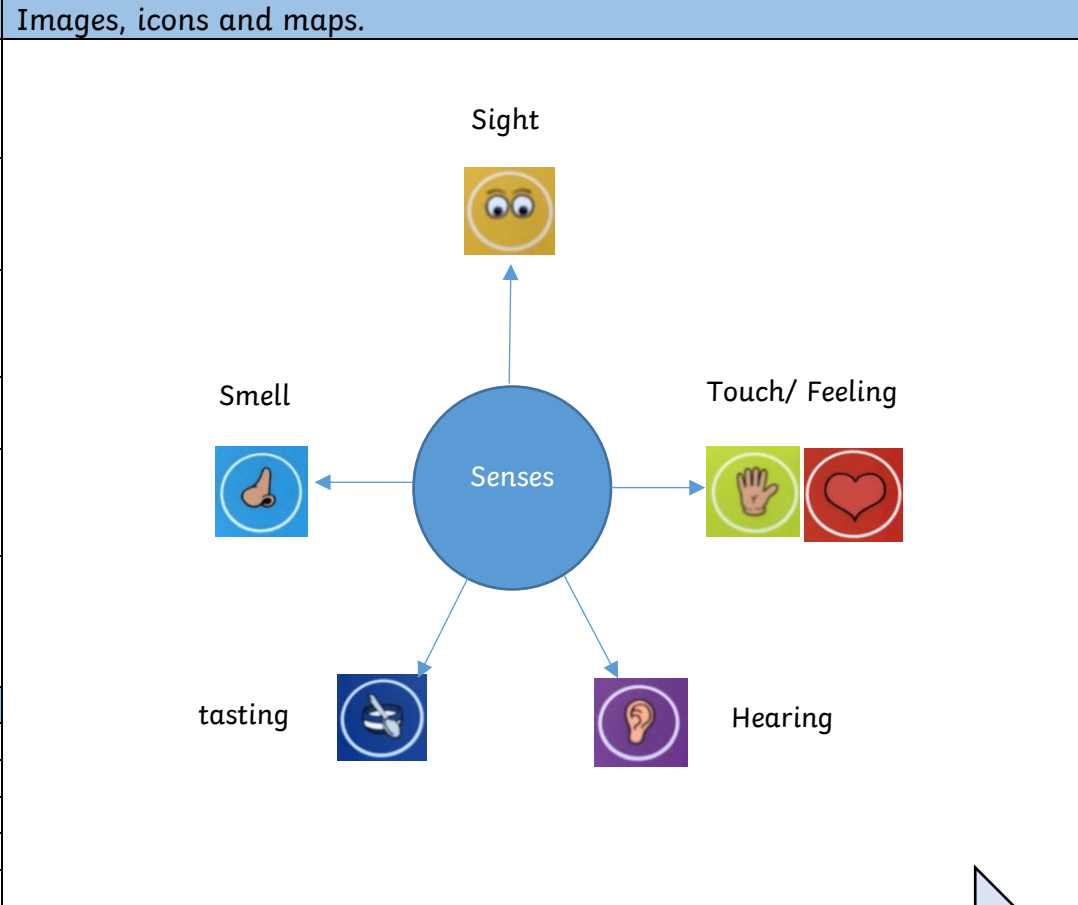 Images, icons and maps.
Sight
Smell
Touch/ Feeling
Senses
tasting
Hearing